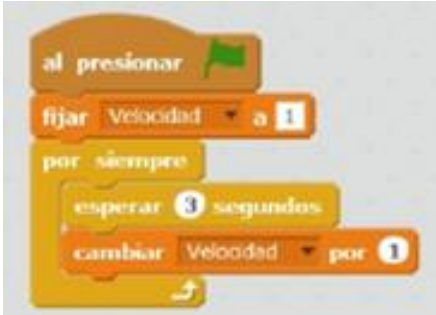 al presionar
fijar Velocidad a 1
por siempre
esperar 3 segundos
cambiar Velocidad por 1